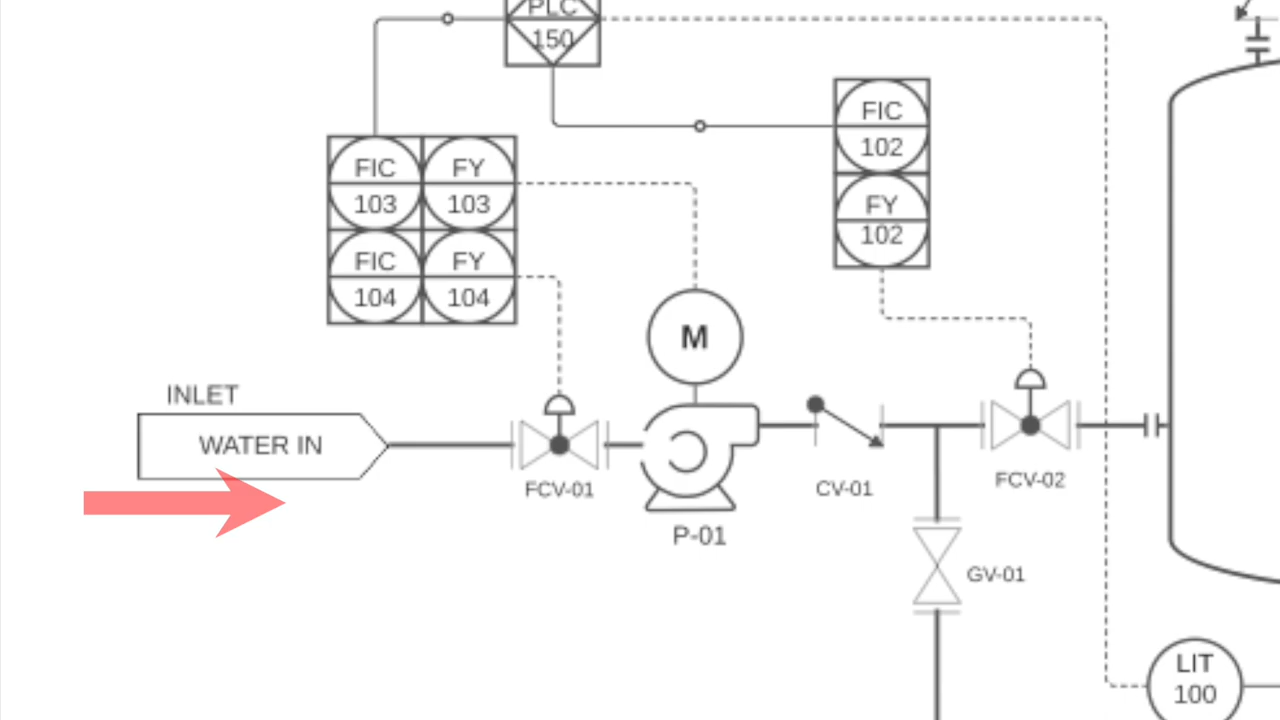 PLC
150
FIC
102
FY
102
FIC
103
FY
103
FIC
104
FY
104
M
INLET
WATER IN
FCV-01
P-01
CV-01
FCV-02
GV-01
LIT
100